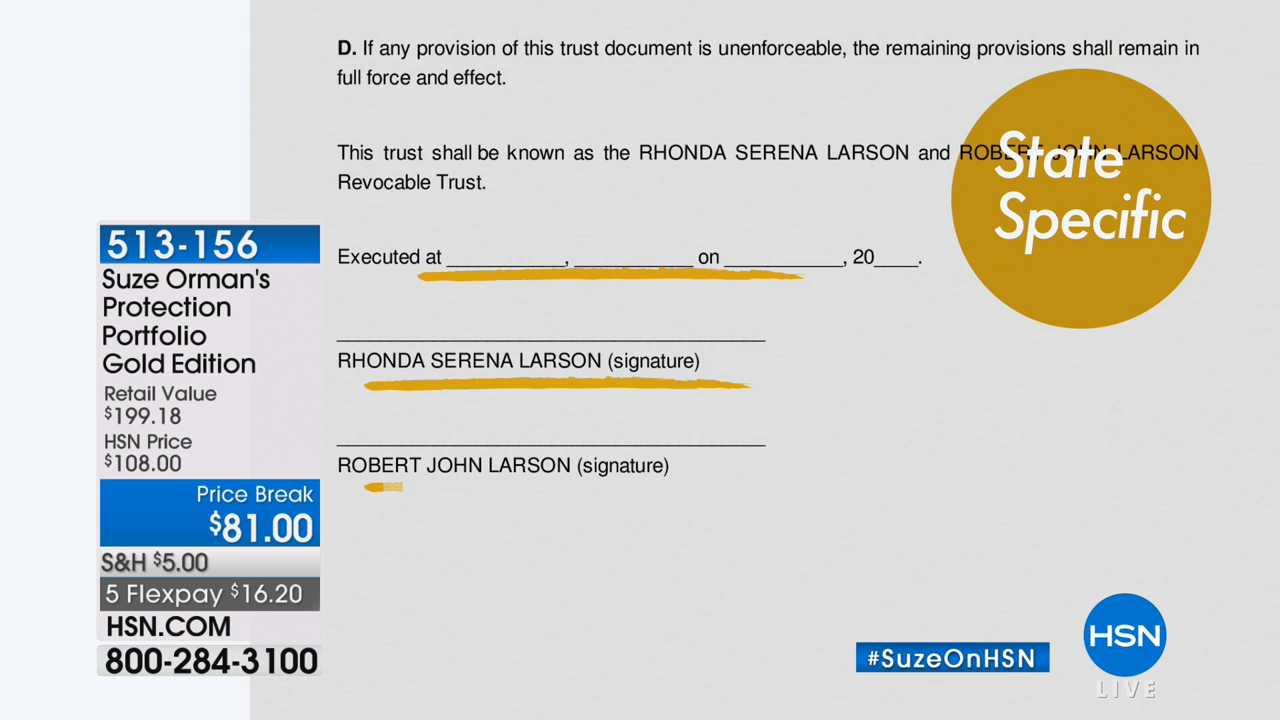 D. If any provision of this trust document is unenforceable, the remaining provisions shall remain in
full force and effect.
This trust shall be known as the RHONDA SERENA LARSON and ROBERT JOHN LARSON
Revocable Trust.
State
Specific
Executed at ___________, ___________ on ___________, 20____.
RHONDA SERENA LARSON (signature)
ROBERT JOHN LARSON (signature)
513-156
Suze Orman's
Protection
Portfolio
Gold Edition
Retail Value
$199.18
HSN Price
$108.00
Price Break
$81.00
S&H $5.00
5 Flexpay $16.20
HSN.COM
800-284-3100
#SuzeOnHSN
HSN
LIVE